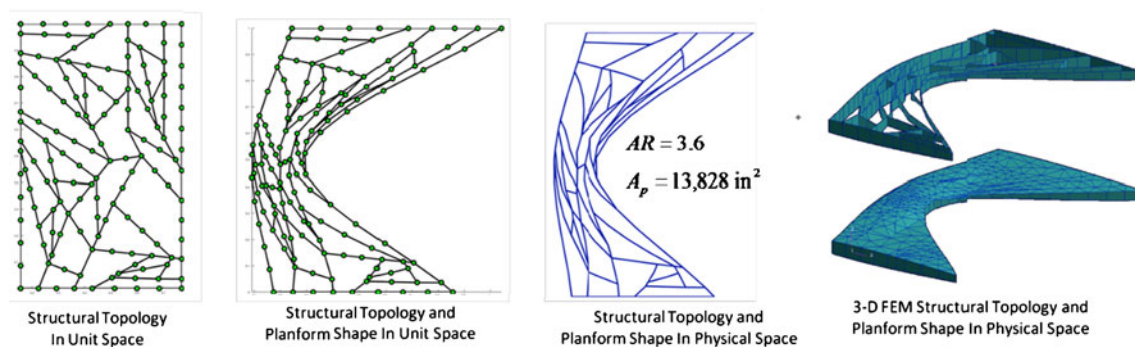 AR = 3.6
A_p = 13,828 in²
Structural Topology
In Unit Space
Structural Topology and
Planform Shape In Unit Space
Structural Topology and
Planform Shape In Physical Space
3-D FEM Structural Topology and
Planform Shape In Physical Space